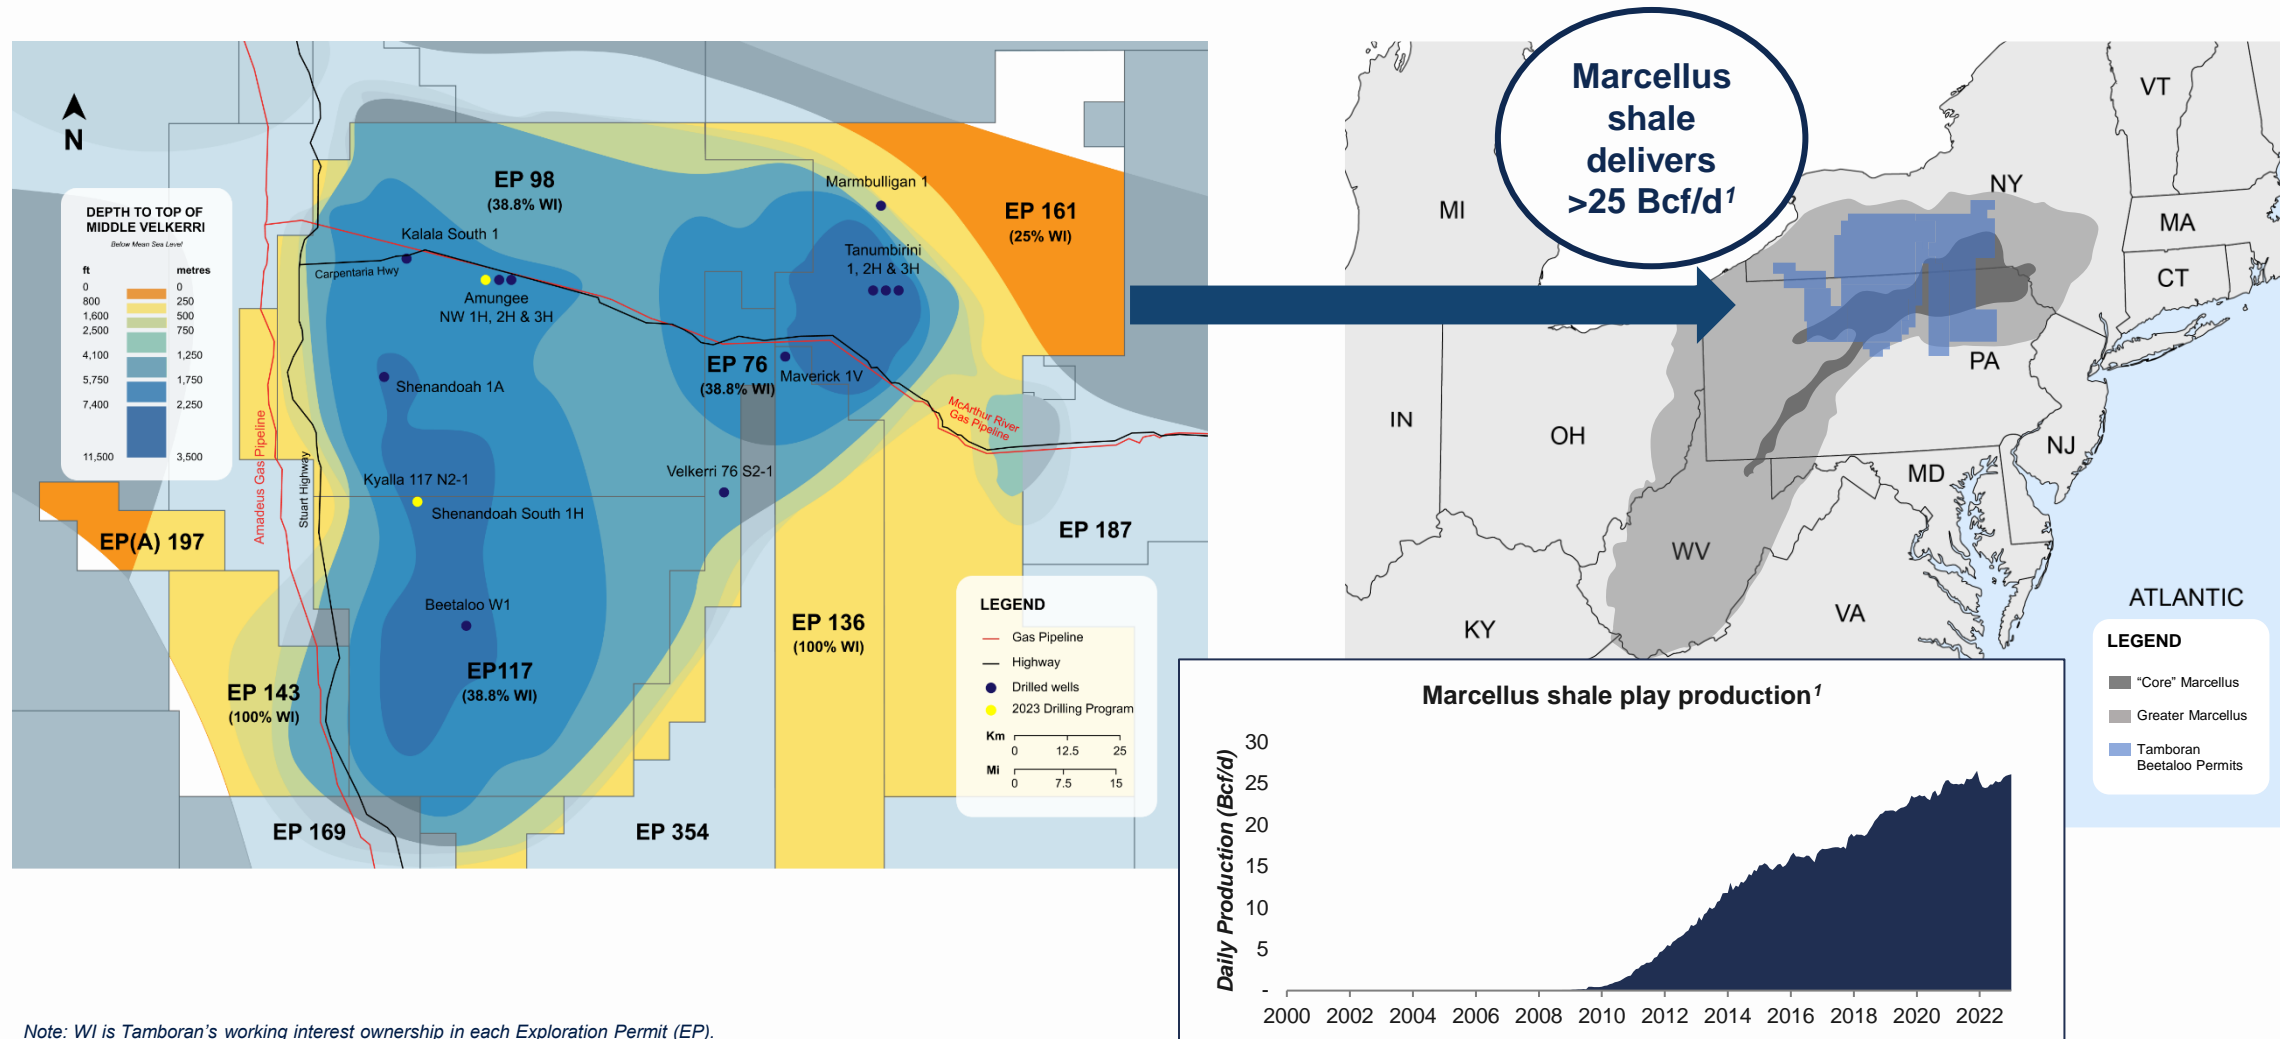 N
DEPTH TO TOP OF
MIDDLE VELKERRI
Below Mean Sea Level
ft metres
0 0
800 250
1,600 500
2,500 750
4,100 1,250
5,750 1,750
7,400 2,250
11,500 3,500
EP 98
(38.8% WI)
Kalala South 1
Carpentaria Hwy
Amungee
NW 1H, 2H & 3H
Marmbulligan 1
Tanumbirini
1, 2H & 3H
EP 161
(25% WI)
EP 76
(38.8% WI)
Maverick 1V
Shenandoah 1A
McArthur River
Gas Pipeline
Amadeus Gas Pipeline
Stuart Highway
Kyalla 117 N2-1
Shenandoah South 1H
Velkerri 76 S2-1
EP(A) 197
EP 187
Beetaloo W1
EP117
(38.8% WI)
EP 136
(100% WI)
EP 143
(100% WI)
EP 169
EP 354
LEGEND
Gas Pipeline
Highway
Drilled wells
2023 Drilling Program
Km
0 12.5 25
Mi
0 7.5 15
Marcellus
shale
delivers
>25 Bcf/d1
MI
VT
NY
MA
CT
PA
IN
OH
NJ
MD
WV
VA
KY
ATLANTIC
LEGEND
“Core” Marcellus
Greater Marcellus
Tamboran
Beetaloo Permits
Marcellus shale play production1
Daily Production (Bcf/d)
30
25
20
15
10
5
-
2000 2002 2004 2006 2008 2010 2012 2014 2016 2018 2020 2022
Note: WI is Tamboran’s working interest ownership in each Exploration Permit (EP).